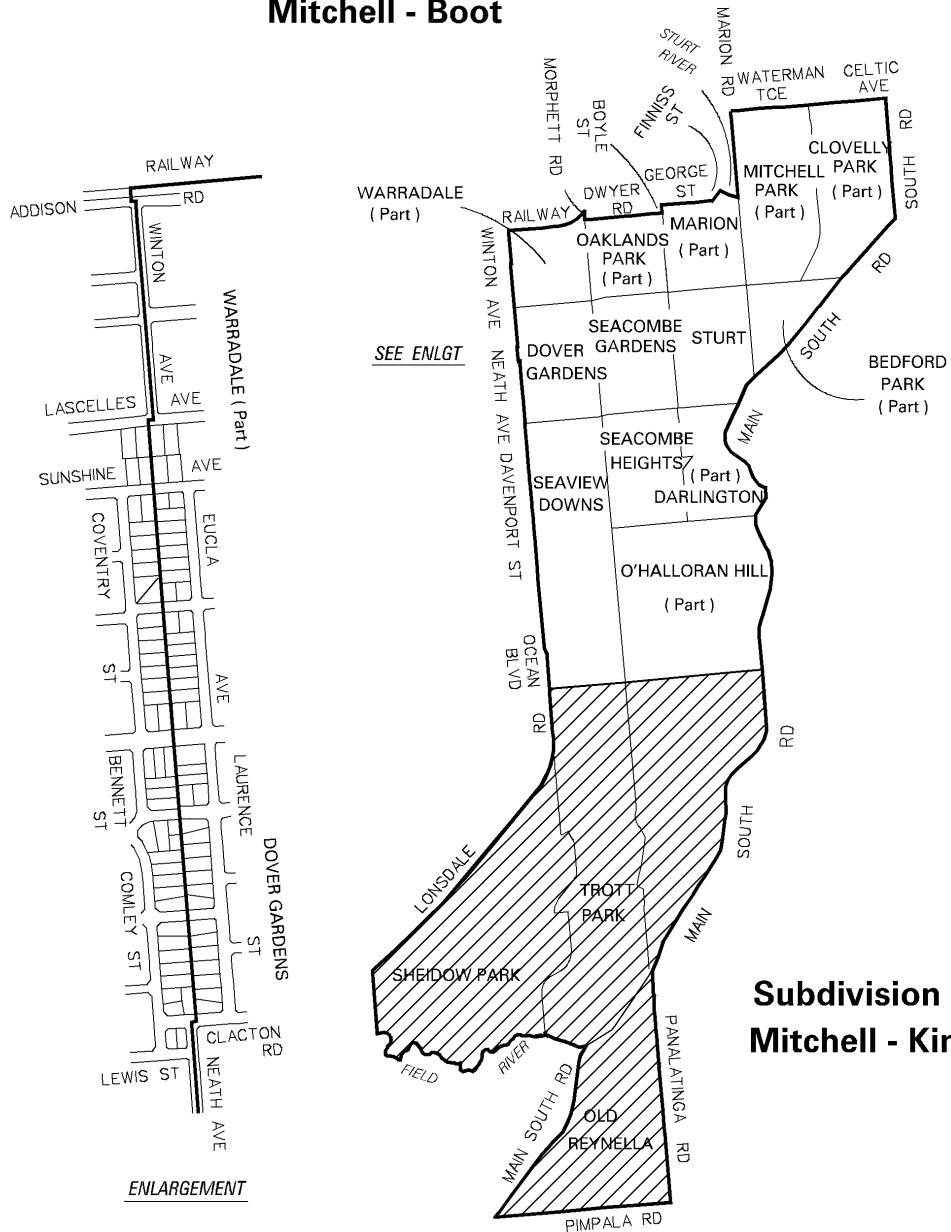 Mitchell - Boot
RAILWAY
ADDISON
RD
WINTON
AVE
WARRADALE ( Part )
LASCELLES
AVE
SUNSHINE
AVE
COVENTRY
ST
EUCLA
AVE
BENNETT
ST
LAURENCE
ST
COMLEY ST
DOVER GARDENS
CLACTON
RD
LEWIS ST
NEATH AVE
ENLARGEMENT
WARRADALE
( Part )
MORPHETT RD
BOYLE
ST
FINNISS
ST
STURT
RIVER
MARION RD
WATERMAN
TCE
CELTIC
AVE
SOUTH RD
RAILWAY
DWYER
RD
GEORGE
ST
WINTON AVE
NEATH AVE
DAVENPORT ST
OCEAN
BLVD
SEE ENLGT
OAKLANDS
PARK
( Part )
MARION
( Part )
MITCHELL
PARK
( Part )
CLOVELLY
PARK
( Part )
RD
SOUTH
MAIN
BEDFORD
PARK
( Part )
DOVER
GARDENS
SEACOMBE
GARDENS
STURT
SEACOMBE
HEIGHTS
( Part )
DARLINGTON
SEAVIEW
DOWNS
O'HALLORAN HILL
( Part )
RD
LONSDALE
RD
SOUTH
MAIN
TROTT
PARK
SHEIDOW PARK
FIELD
RIVER
MAIN SOUTH RD
OLD
REYNELLA
PANALATINGA RD
PIMPALA RD
Subdivision
Mitchell - Kin